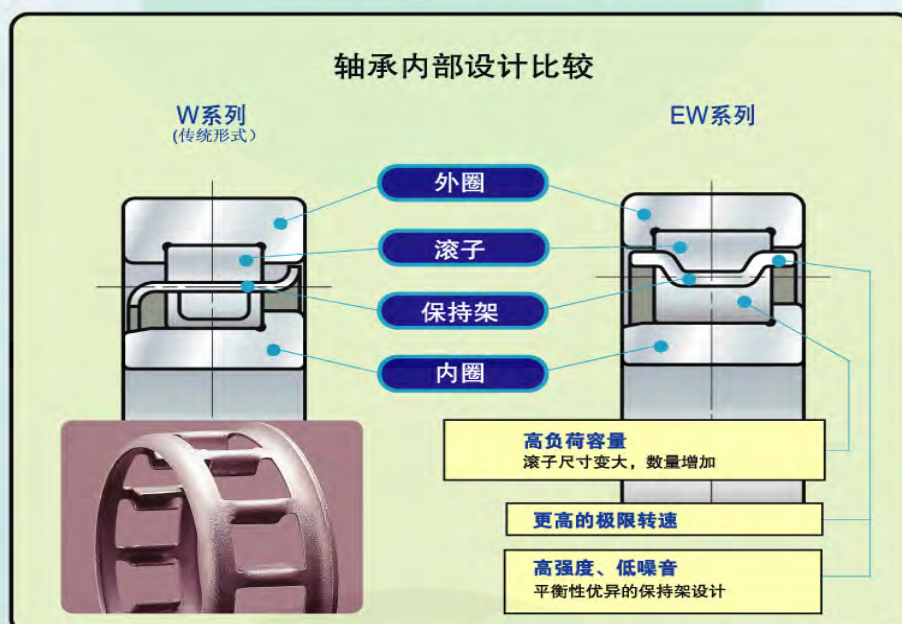 轴承内部设计比较
W系列
(传统形式)
EW系列
外圈
滚子
保持架
内圈
高负荷容量
滚子尺寸变大，数量增加
更高的极限转速
高强度、低噪音
平衡性优异的保持架设计